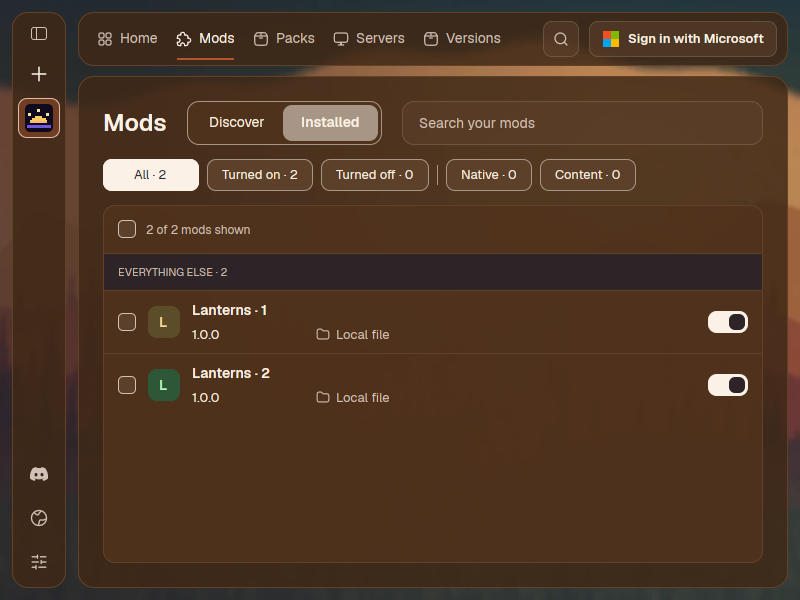 Home
Mods
Packs
Servers
Versions
Sign in with Microsoft
Mods
Discover
Installed
Search your mods
All · 2
Turned on · 2
Turned off · 0
Native · 0
Content · 0
2 of 2 mods shown
EVERYTHING ELSE · 2
L
Lanterns · 1
1.0.0
Local file
L
Lanterns · 2
1.0.0
Local file